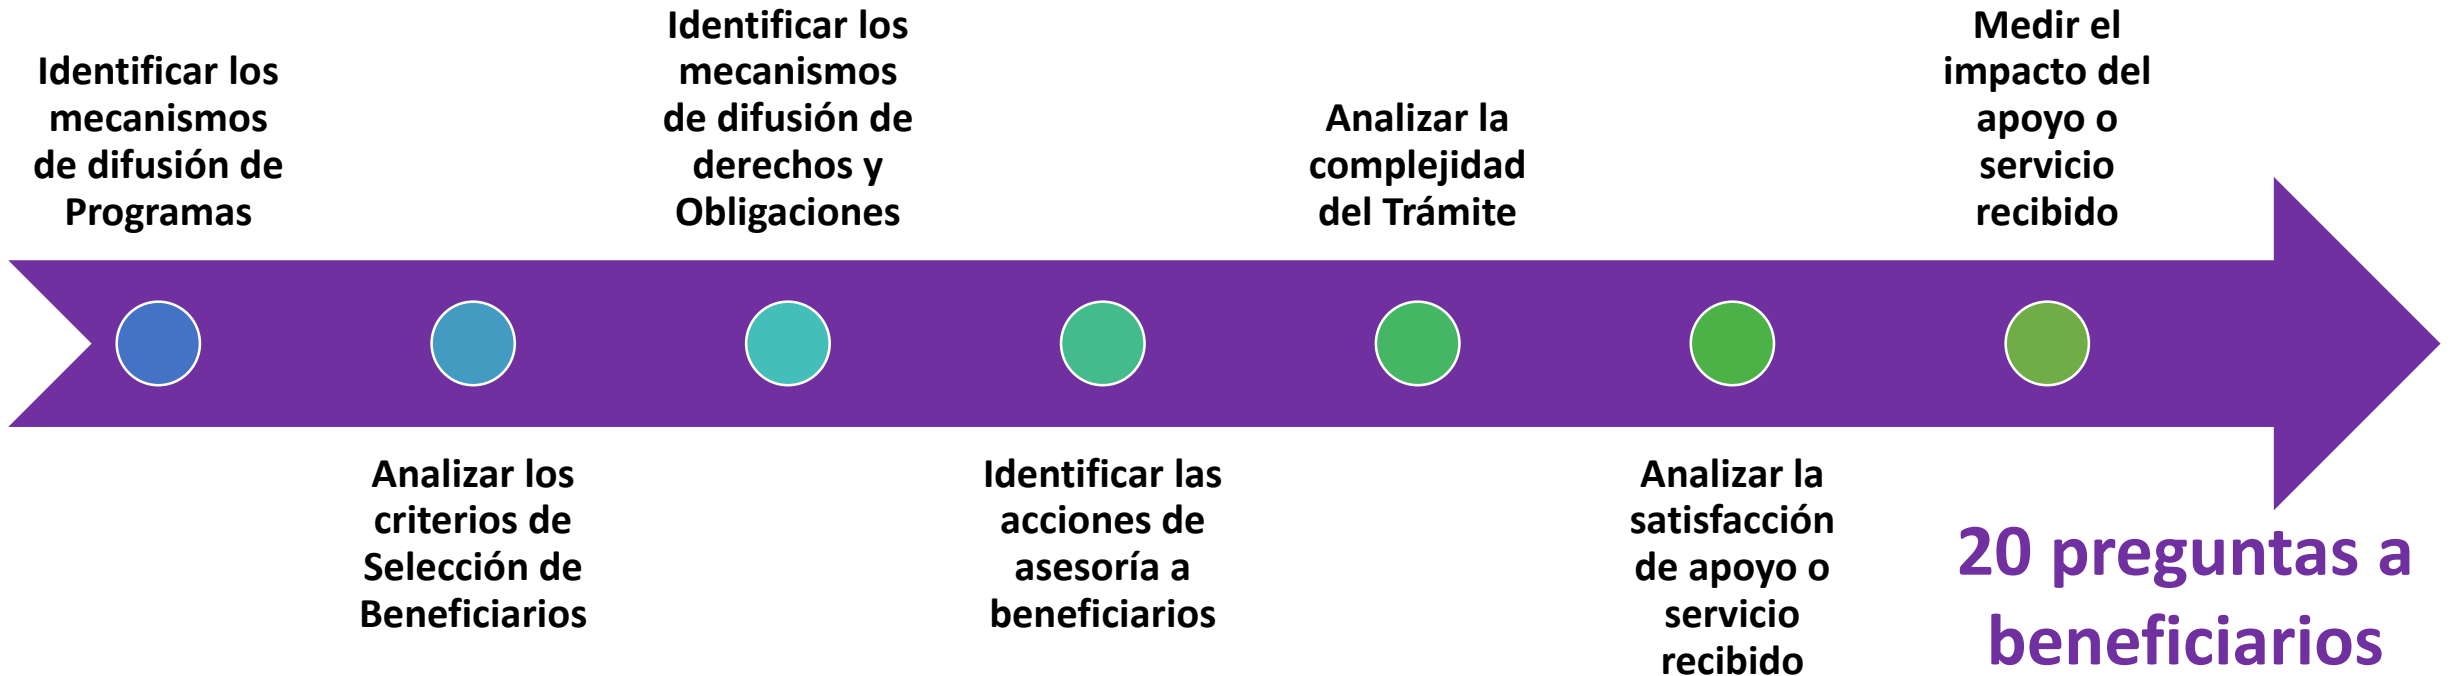 Identificar los
mecanismos
de difusión de
Programas
Analizar los
criterios de
Selección de
Beneficiarios
Identificar los
mecanismos
de difusión de
derechos y
Obligaciones
Identificar las
acciones de
asesoría a
beneficiarios
Analizar la
complejidad
del Trámite
Analizar la
satisfacción
de apoyo o
servicio
recibido
Medir el
impacto del
apoyo o
servicio
recibido
20 preguntas a
beneficiarios